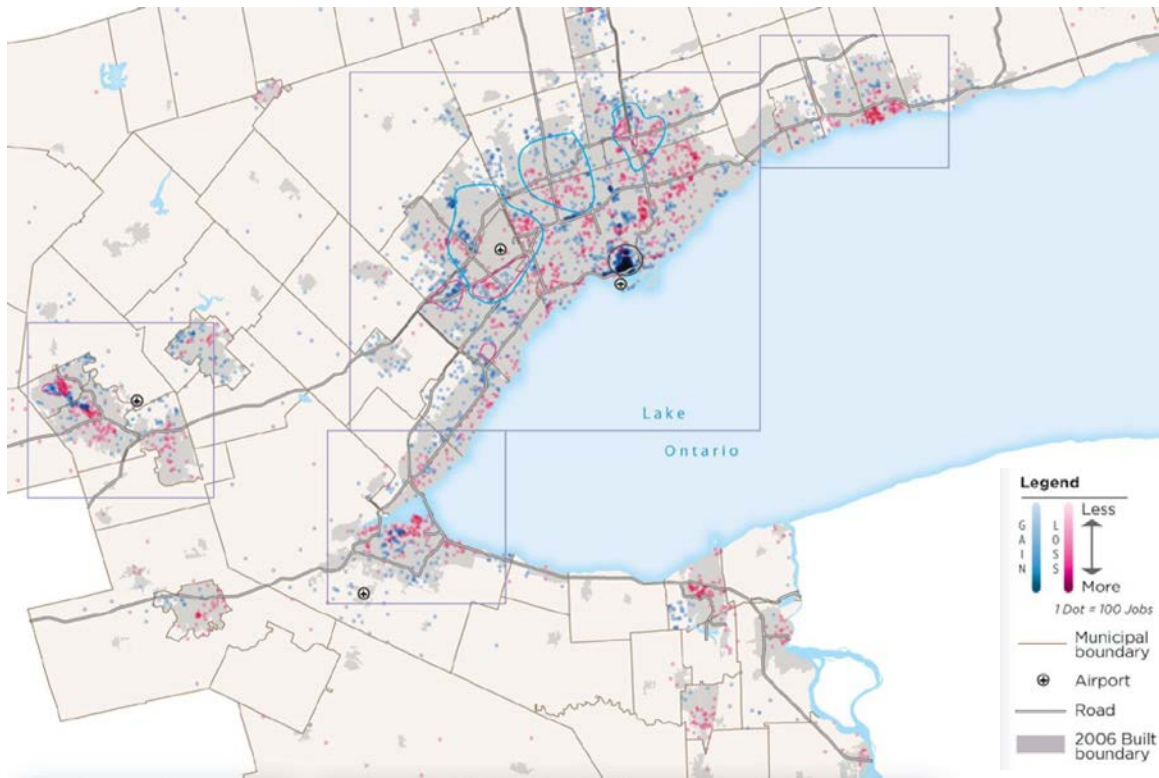 Lake
Ontario
Legend
GAIN
LOSS
Less
More
1 Dot = 100 Jobs
Municipal
boundary
Airport
Road
2006 Built
boundary